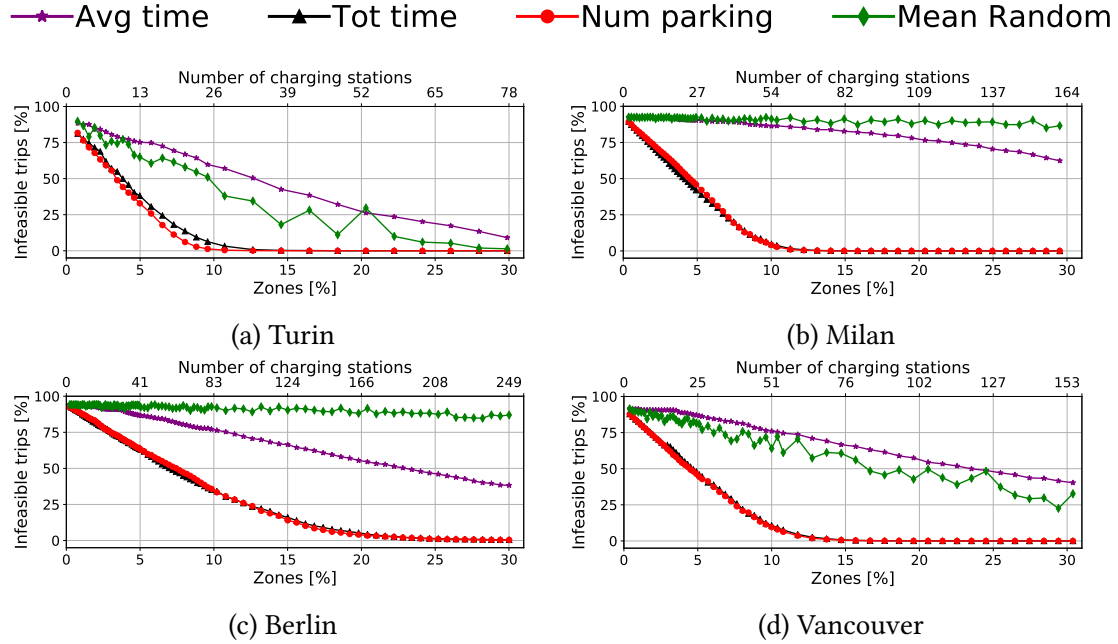 Avg time Tot time Num parking Mean Random
Number of charging stations
0 13 26 39 52 65 78
Infeasible trips [%]
100
75
50
25
0
0 5 10 15 20 25 30
Zones [%]
(a) Turin
Number of charging stations
0 27 54 82 109 137 164
Infeasible trips [%]
100
75
50
25
0
0 5 10 15 20 25 30
Zones [%]
(b) Milan
Number of charging stations
0 41 83 124 166 208 249
Infeasible trips [%]
100
75
50
25
0
0 5 10 15 20 25 30
Zones [%]
(c) Berlin
Number of charging stations
0 25 51 76 102 127 153
Infeasible trips [%]
100
75
50
25
0
0 5 10 15 20 25 30
Zones [%]
(d) Vancouver